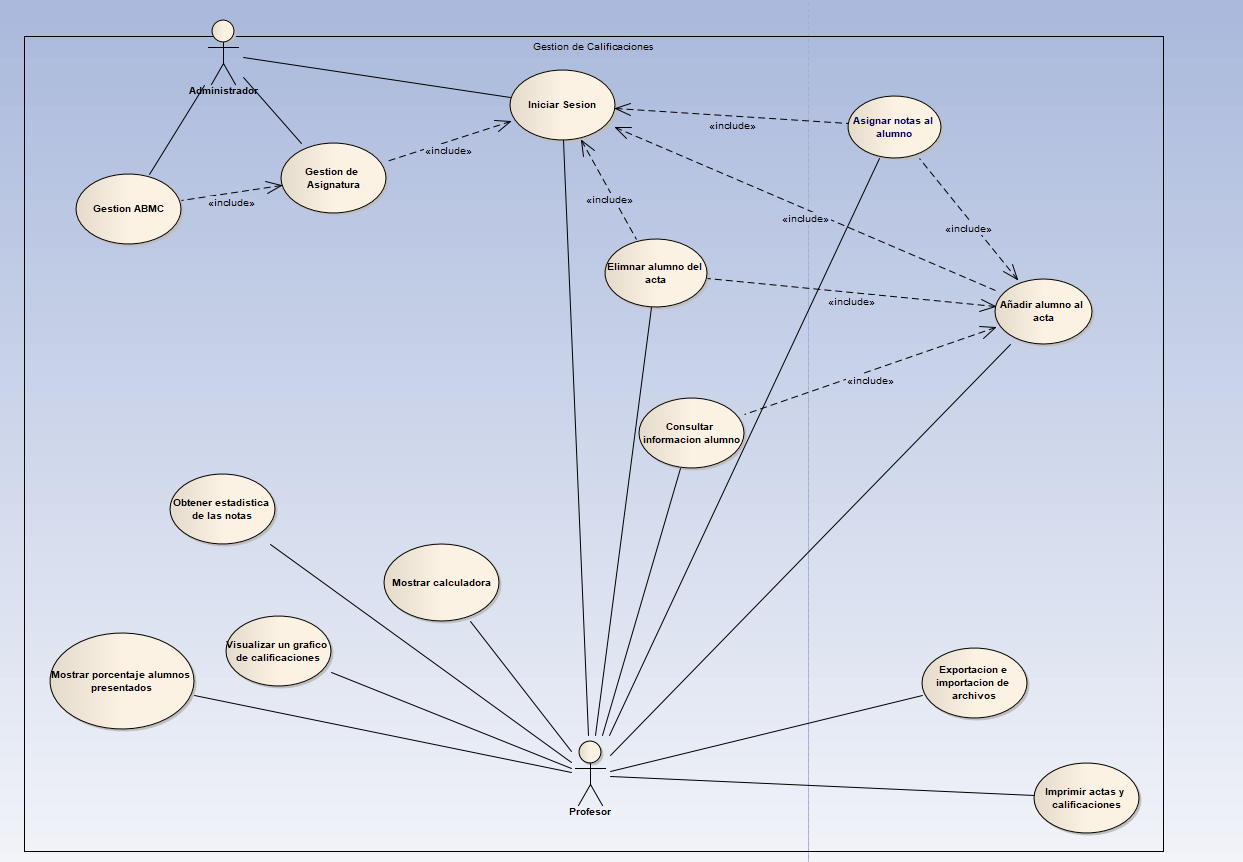 Gestion de Calificaciones
Administrador
Iniciar Sesion
Asignar notas al
alumno
«include»
«include»
Gestion de
Asignatura
Gestion ABMC
«include»
«include»
«include»
«include»
Elimnar alumno del
acta
«include»
Añadir alumno al
acta
«include»
Consultar
informacion alumno
Obtener estadistica
de las notas
Mostrar calculadora
Visualizar un grafico
de calificaciones
Mostrar porcentaje alumnos
presentados
Exportacion e
importacion de
archivos
Imprimir actas y
calificaciones
Profesor